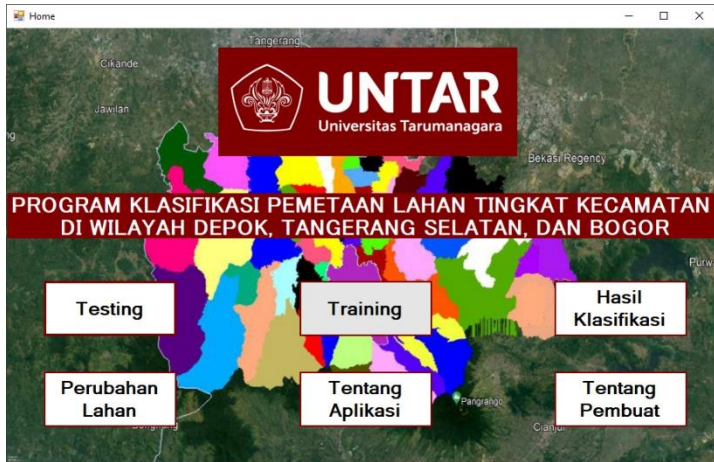 Home
Tangerang
Cikande
UNTAR
Universitas Tarumanagara
Jawilan
Bekasi Regency
PROGRAM KLASIFIKASI PEMETAAN LAHAN TINGKAT KECAMATAN
DI WILAYAH DEPOK, TANGERANG SELATAN, DAN BOGOR
Purw
Testing
Training
Hasil
Klasifikasi
Perubahan
Lahan
Tentang
Aplikasi
Tentang
Pembuat
Pangrango